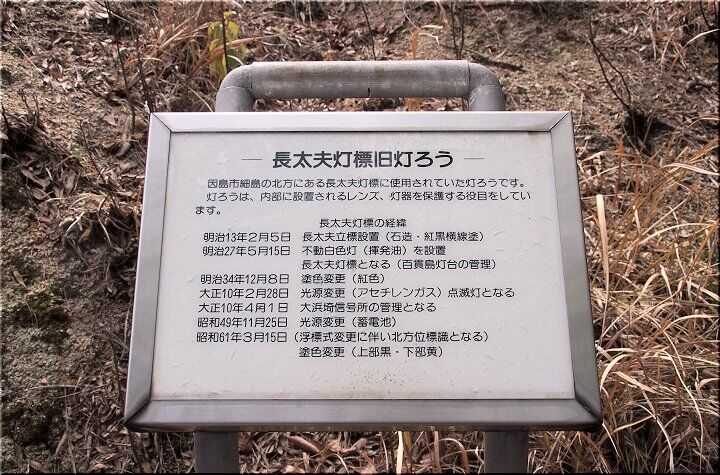 ― 長太夫灯標旧灯ろう ―
因島市細島の北方にある長太夫灯標に使用されていた灯ろうです。
灯ろうは、内部に設置されるレンズ、灯器を保護する役目をしてい
ます。
長太夫灯標の経緯
明治13年2月5日 長太夫立標設置（石造・紅黒横線塗）
明治27年5月15日 不動白色灯（揮発油）を設置
長太夫灯標となる（百貫島灯台の管理）
明治34年12月8日 塗色変更（紅色）
大正10年2月28日 光源変更（アセチレンガス）点滅灯となる
大正10年4月1日 大浜埼信号所の管理となる
昭和49年11月25日 光源変更（蓄電池）
昭和61年3月15日（浮標式変更に伴い北方位標識となる）
塗色変更（上部黒・下部黄）